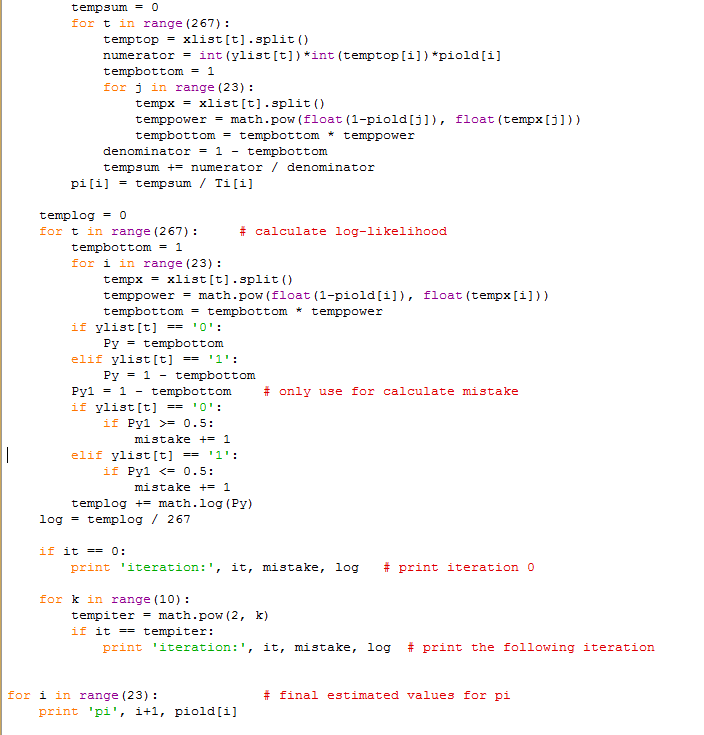 tempsum = 0
        for t in range(267):
            temptop = xlist[t].split()
            numerator = int(ylist[t])*int(temptop[i])*piold[i]
            tempbottom = 1
            for j in range(23):
                tempx = xlist[t].split()
                temppower = math.pow(float(1-piold[j]), float(tempx[j]))
                tempbottom = tempbottom * temppower
            denominator = 1 - tempbottom
            tempsum += numerator / denominator
        pi[i] = tempsum / Ti[i]

    templog = 0
    for t in range(267):     # calculate log-likelihood
        tempbottom = 1
        for i in range(23):
            tempx = xlist[t].split()
            temppower = math.pow(float(1-piold[i]), float(tempx[i]))
            tempbottom = tempbottom * temppower
        if ylist[t] == '0':
            Py = tempbottom
        elif ylist[t] == '1':
            Py = 1 - tempbottom
        Py1 = 1 - tempbottom    # only use for calculate mistake
        if ylist[t] == '0':
            if Py1 >= 0.5:
                mistake += 1
        elif ylist[t] == '1':
            if Py1 <= 0.5:
                mistake += 1
        templog += math.log(Py)
    log = templog / 267

    if it == 0:
        print 'iteration:', it, mistake, log   # print iteration 0

    for k in range(10):
        tempiter = math.pow(2, k)
        if it == tempiter:
            print 'iteration:', it, mistake, log  # print the following iteration


for i in range(23):             # final estimated values for pi
    print 'pi', i+1, piold[i]